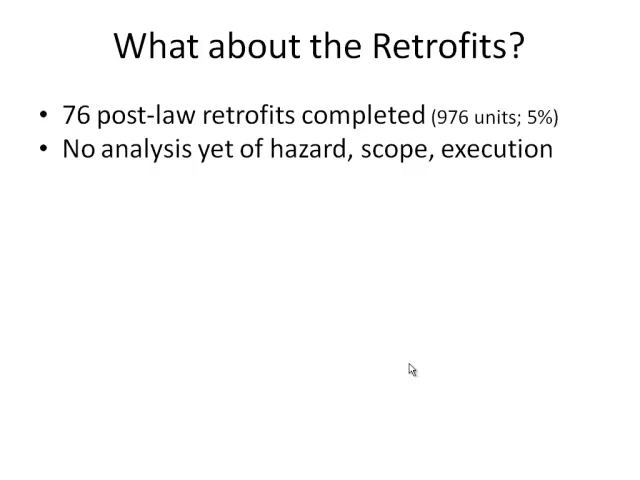 What about the Retrofits?
• 76 post-law retrofits completed (976 units; 5%)
• No analysis yet of hazard, scope, execution